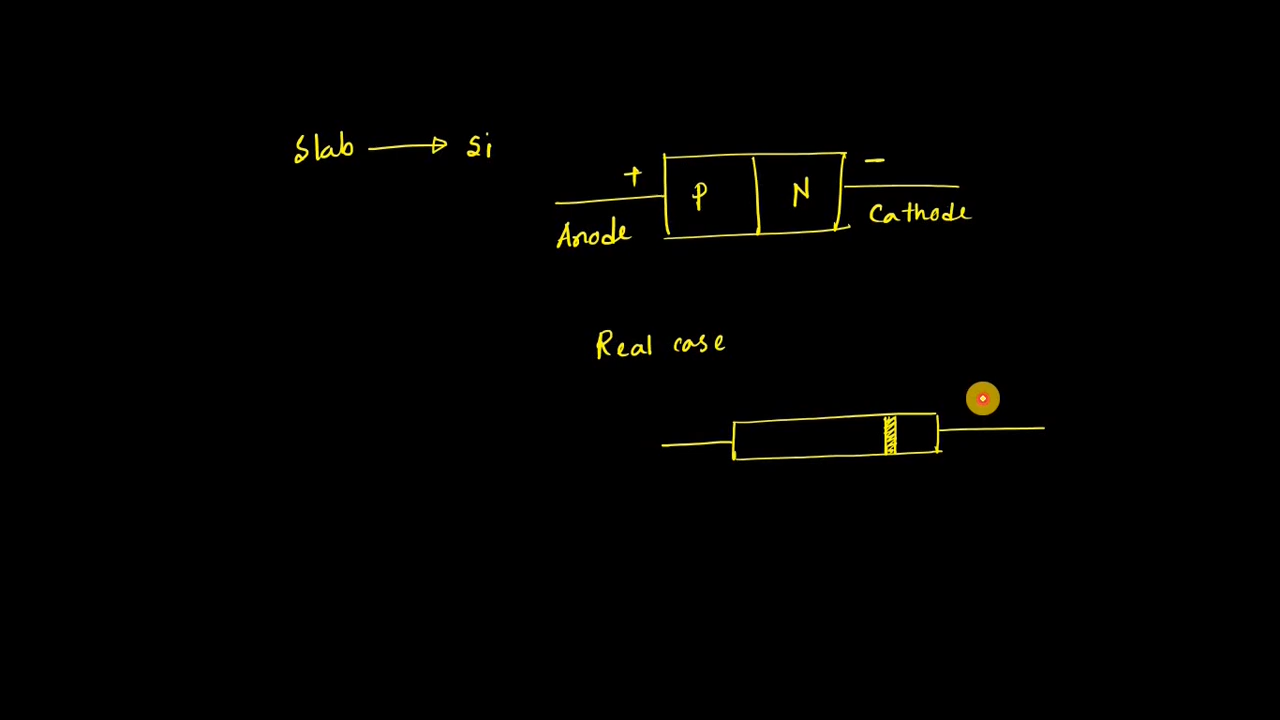 Slab → Si
+ P N -
Anode Cathode
Real case